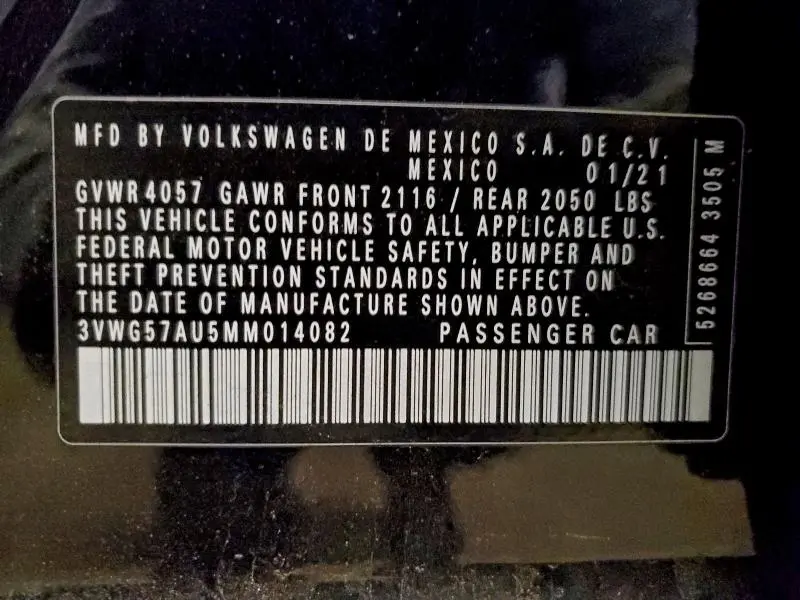 MFD BY VOLKSWAGEN DE MEXICO S.A. DE C.V.
MEXICO 01/21
GVWR 4057 GAWR FRONT 2116 / REAR 2050 LBS
THIS VEHICLE CONFORMS TO ALL APPLICABLE U.S.
FEDERAL MOTOR VEHICLE SAFETY, BUMPER AND
THEFT PREVENTION STANDARDS IN EFFECT ON
THE DATE OF MANUFACTURE SHOWN ABOVE.
3VWG57AU5MM014082 PASSENGER CAR
5268664 3505 M